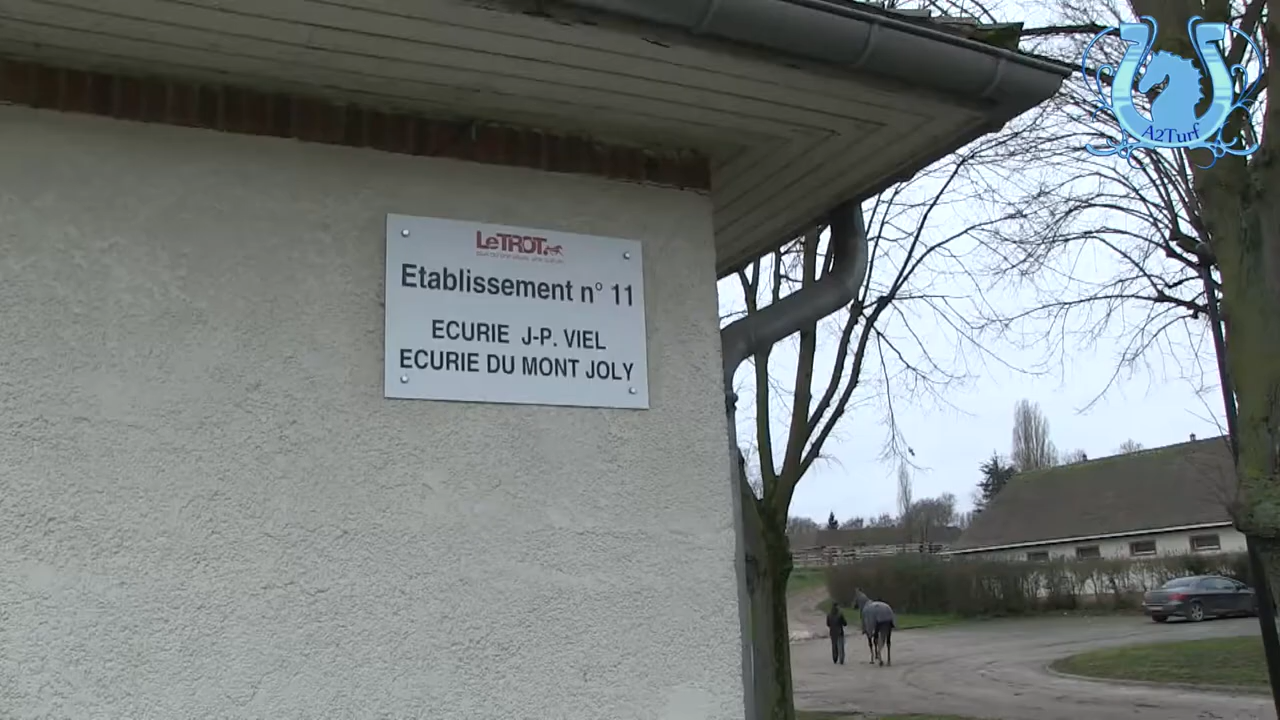 A2Turf
LeTROT
Etablissement n° 11
ECURIE J-P. VIEL
ECURIE DU MONT JOLY